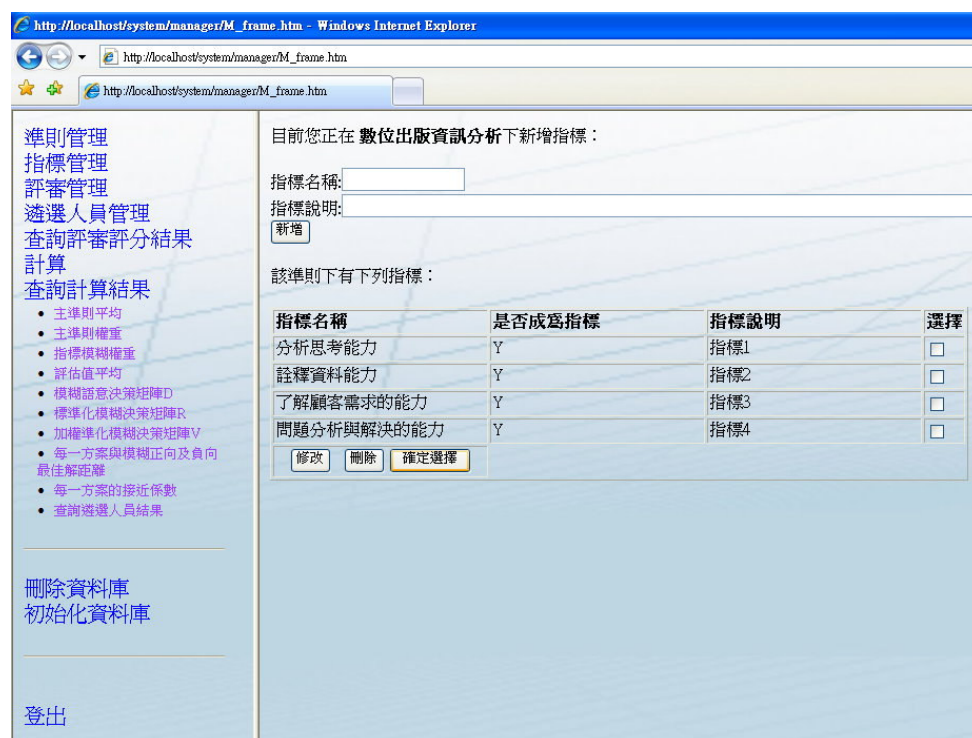 http://localhost/system/manager/M_frame.htm - Windows Internet Explorer
http://localhost/system/manager/M_frame.htm
http://localhost/system/manager/M_frame.htm
準則管理
指標管理
評審管理
遴選人員管理
查詢評審評分結果
計算
查詢計算結果
• 主準則平均
• 主準則權重
• 指標模糊權重
• 評估值平均
• 模糊語意決策矩陣D
• 標準化模糊決策矩陣R
• 加權準化模糊決策矩陣V
• 每一方案與模糊正向及負向
最佳解距離
• 每一方案的接近係數
• 查詢遴選人員結果
刪除資料庫
初始化資料庫
登出
目前您正在 數位出版資訊分析下新增指標：
指標名稱:
指標說明:
新增
該準則下有下列指標：
指標名稱 是否成為指標 指標說明 選擇
分析思考能力 Y 指標1
詮釋資料能力 Y 指標2
了解顧客需求的能力 Y 指標3
問題分析與解決的能力 Y 指標4
修改 刪除 確定選擇